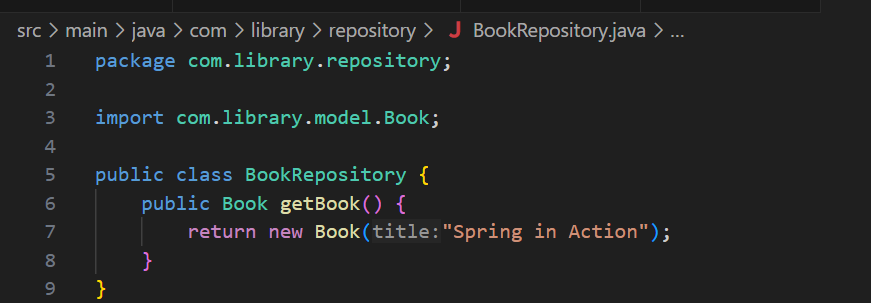 src > main > java > com > library > repository > J BookRepository.java > ...
1 package com.library.repository;
2
3 import com.library.model.Book;
4
5 public class BookRepository {
6     public Book getBook() {
7         return new Book(title:"Spring in Action");
8     }
9 }